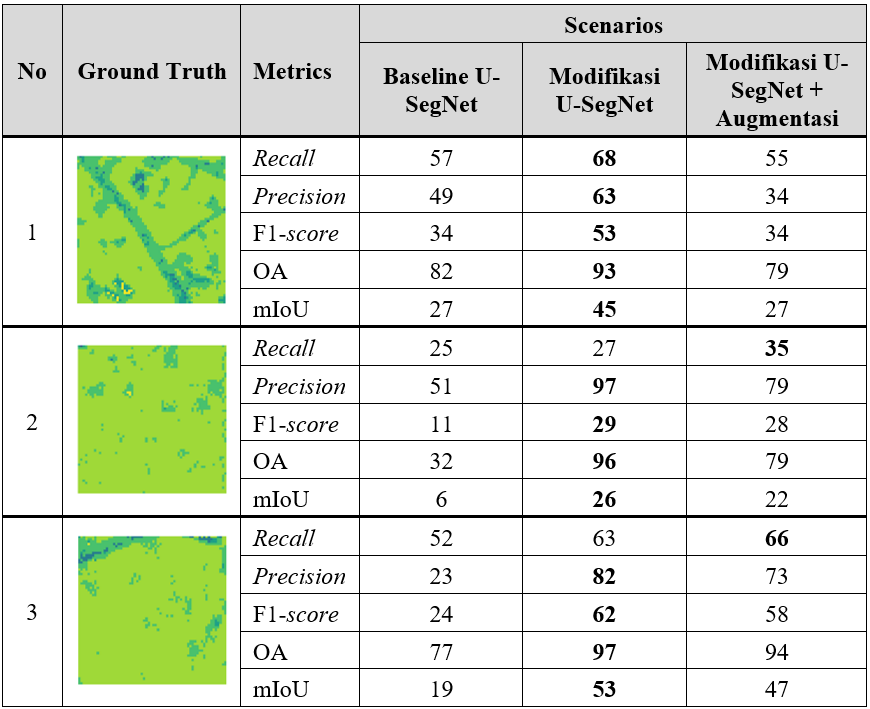 No Ground Truth Metrics Scenarios
Baseline U-SegNet Modifikasi U-SegNet Modifikasi U-SegNet + Augmentasi
1 Recall 57 68 55
Precision 49 63 34
F1-score 34 53 34
OA 82 93 79
mIoU 27 45 27
2 Recall 25 27 35
Precision 51 97 79
F1-score 11 29 28
OA 32 96 79
mIoU 6 26 22
3 Recall 52 63 66
Precision 23 82 73
F1-score 24 62 58
OA 77 97 94
mIoU 19 53 47